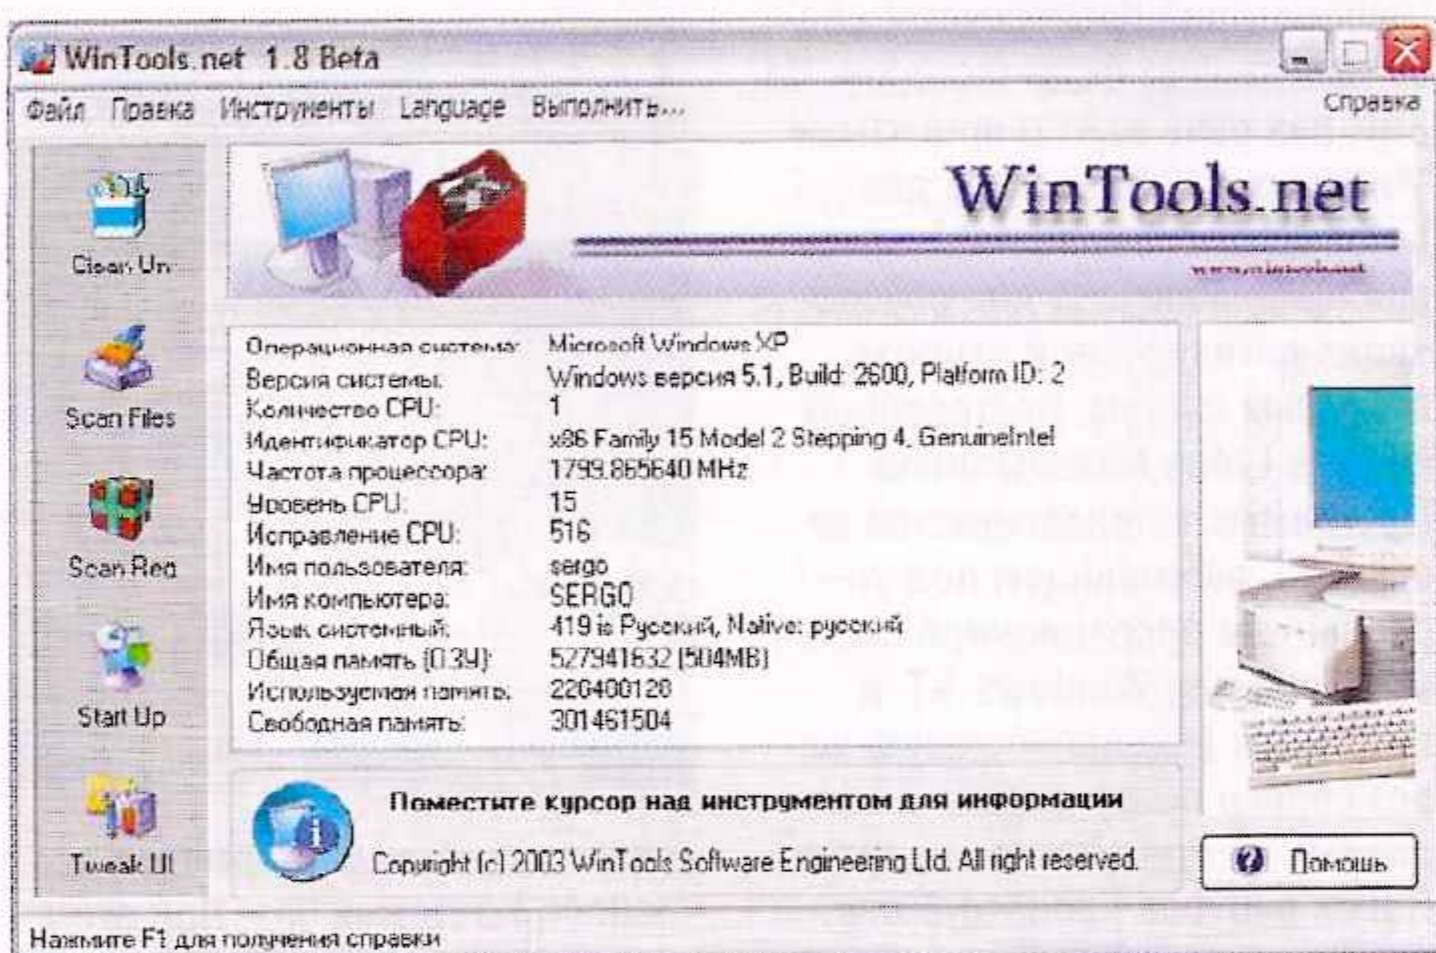 WinTools.net 1.8 Beta
Файл Правка Инструменты Language Выполнить... Справка
WinTools.net
www.wintools.net
Clean Up
Scan Files
Scan Reg
Start Up
Tweak UI
Операционная система: Microsoft Windows XP
Версия системы: Windows версия 5.1, Build: 2600, Platform ID: 2
Количество CPU: 1
Идентификатор CPU: x86 Family 15 Model 2 Stepping 4, GenuineIntel
Частота процессора: 1799.865640 MHz
Уровень CPU: 15
Исправление CPU: 516
Имя пользователя: sergo
Имя компьютера: SERGO
Язык системный: 419 is Русский, Native: русский
Общая память (ОЗУ): 527941632 (504MB)
Используемая память: 226400128
Свободная память: 301461504
Поместите курсор над инструментом для информации
Copyright (c) 2003 WinTools Software Engineering Ltd. All right reserved.
Помощь
Нажмите F1 для получения справки